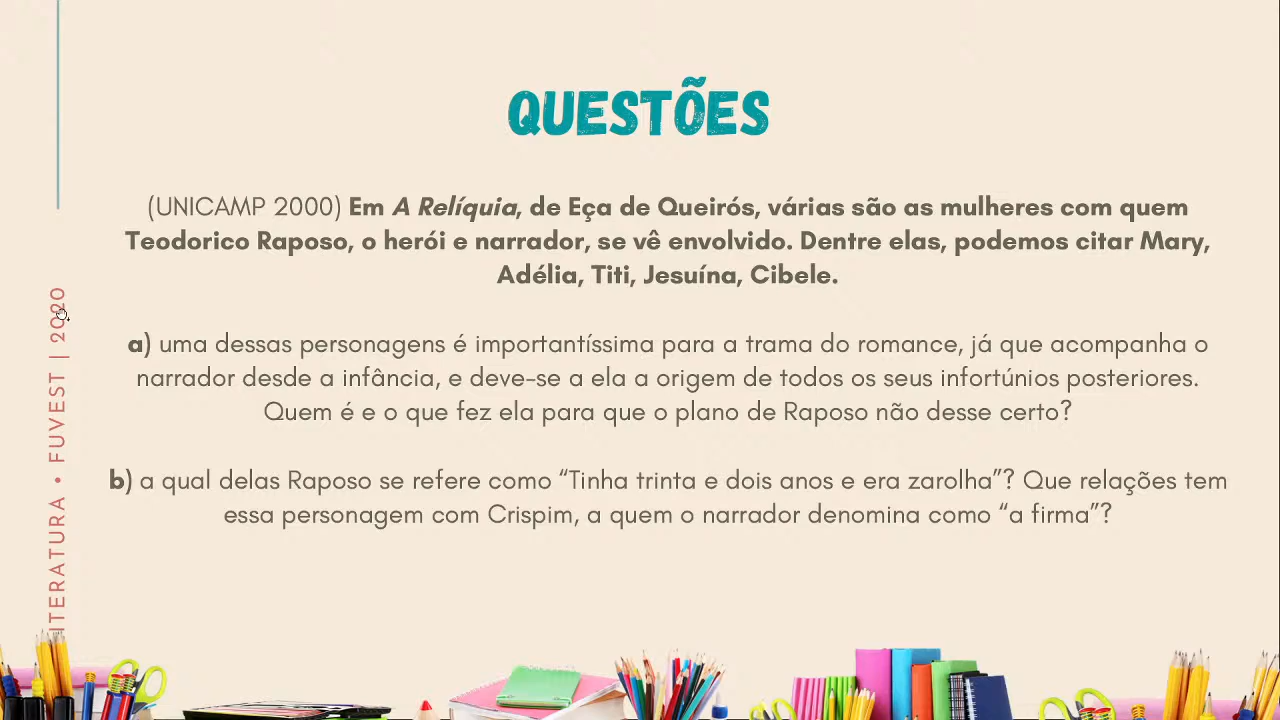 QUESTÕES
(UNICAMP 2000) Em A Relíquia, de Eça de Queirós, várias são as mulheres com quem
Teodorico Raposo, o herói e narrador, se vê envolvido. Dentre elas, podemos citar Mary,
Adélia, Titi, Jesuína, Cibele.
a) uma dessas personagens é importantíssima para a trama do romance, já que acompanha o
narrador desde a infância, e deve-se a ela a origem de todos os seus infortúnios posteriores.
Quem é e o que fez ela para que o plano de Raposo não desse certo?
b) a qual delas Raposo se refere como “Tinha trinta e dois anos e era zarolha”? Que relações tem
essa personagem com Crispim, a quem o narrador denomina como “a firma”?
ITERATURA • FUVEST | 2020